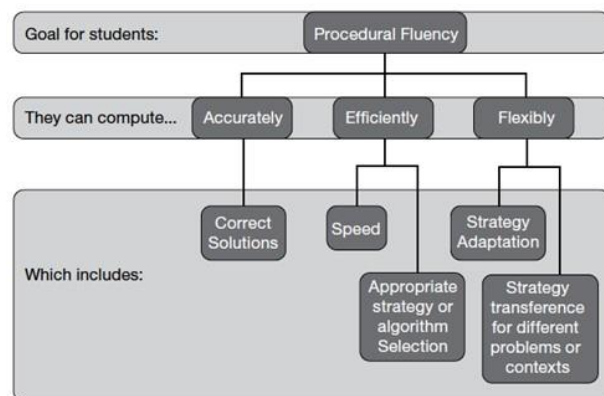 Goal for students:
Procedural Fluency
They can compute...
Accurately
Efficiently
Flexibly
Which includes:
Correct
Solutions
Speed
Strategy
Adaptation
Appropriate
strategy or
algorithm
Selection
Strategy
transference
for different
problems or
contexts